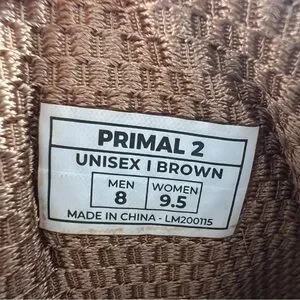 PRIMAL 2
UNISEX | BROWN
MEN WOMEN
8 9.5
MADE IN CHINA - LM200115